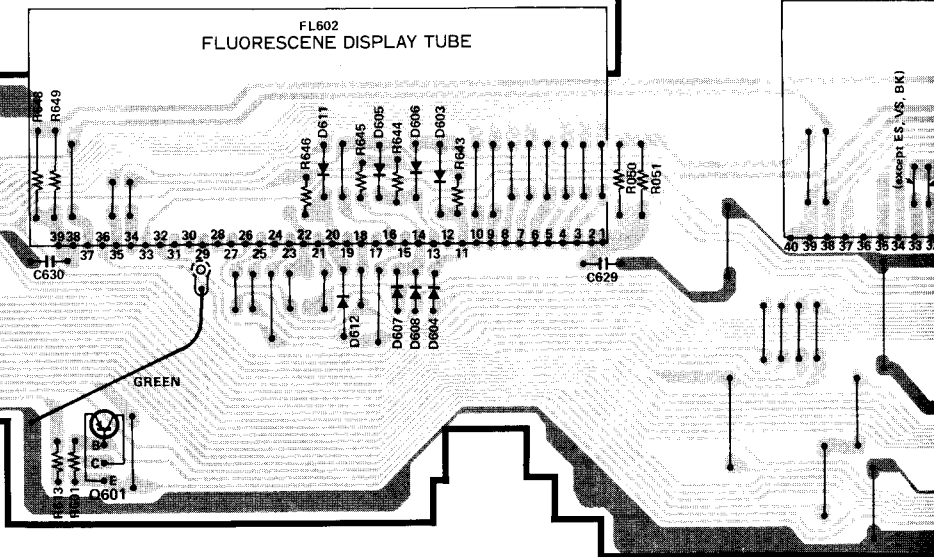 FL602
FLUORESCENE DISPLAY TUBE
(except ES, VS, BK)
R648
R649
R646
D611
R645
D605
R644
D606
D603
R643
R650
R051
39 38 36 34 32 30 28 26 24 22 20 18 16 14 12 10 9 8 7 6 5 4 3 2 1
37 35 33 31 29 27 25 23 21 19 17 15 13 11
40 39 38 37 36 35 34 33
C630
C629
D612
D607
D608
D604
GREEN
B
C
E
Q601
R601